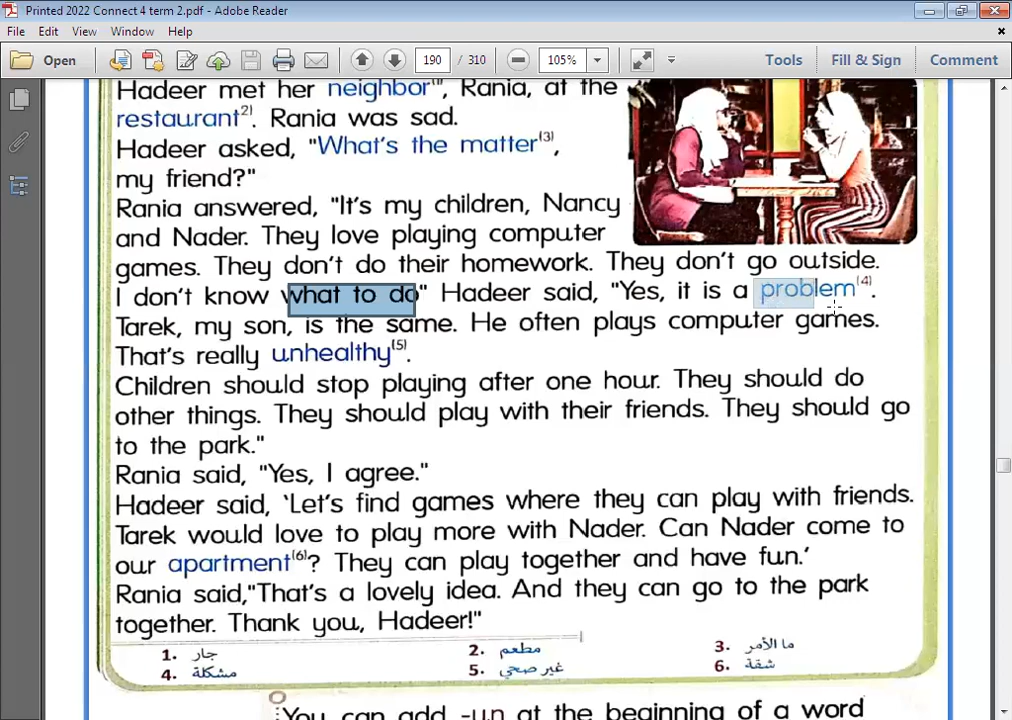 Printed 2022 Connect 4 term 2.pdf - Adobe Reader
File Edit View Window Help
Open 190 / 310 105% Tools Fill & Sign Comment
Hadeer met her neighbor(1), Rania, at the
restaurant(2). Rania was sad.
Hadeer asked, "What's the matter(3),
my friend?"
Rania answered, "It's my children, Nancy
and Nader. They love playing computer
games. They don't do their homework. They don't go outside.
I don't know what to do" Hadeer said, "Yes, it is a problem(4).
Tarek, my son, is the same. He often plays computer games.
That's really unhealthy(5).
Children should stop playing after one hour. They should do
other things. They should play with their friends. They should go
to the park."
Rania said, "Yes, I agree."
Hadeer said, 'Let's find games where they can play with friends.
Tarek would love to play more with Nader. Can Nader come to
our apartment(6)? They can play together and have fun.'
Rania said,"That's a lovely idea. And they can go to the park
together. Thank you, Hadeer!"
1. جار 2. مطعم 3. ما الأمر
4. مشكلة 5. غير صحي 6. شقة
You can add -un at the beginning of a word